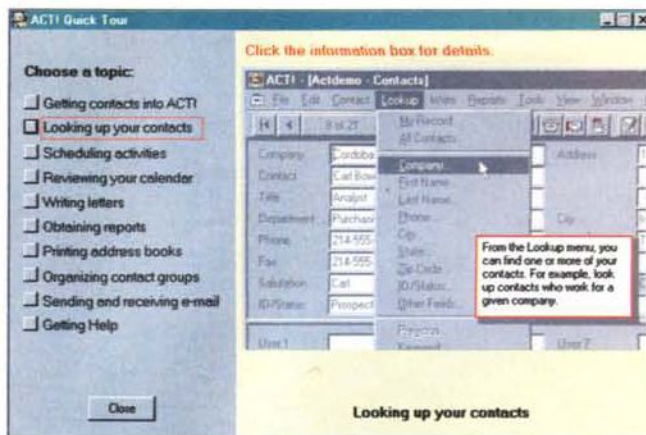 ACT! Quick Tour
Choose a topic:
Getting contacts into ACT!
Looking up your contacts
Scheduling activities
Reviewing your calendar
Writing letters
Obtaining reports
Printing address books
Organizing contact groups
Sending and receiving e-mail
Getting Help
Close
Click the information box for details.
ACT! - [Actdemo - Contacts]
File Edit Contact Lookup Write Reports Tools View Window
8 of 21
My Record
All Contacts
Company...
First Name...
Last Name...
Phone...
City...
State...
Zip Code...
ID/Status...
Other Fields...
Company Cordoba
Contact Carl Bow
Title Analyst
Department Purchasi
Phone 214-555-
Fax 214-555-
Salutation Carl
ID/Status Prospect
User 1
Address
City
User 7
From the Lookup menu, you
can find one or more of your
contacts. For example, look
up contacts who work for a
given company.
Looking up your contacts